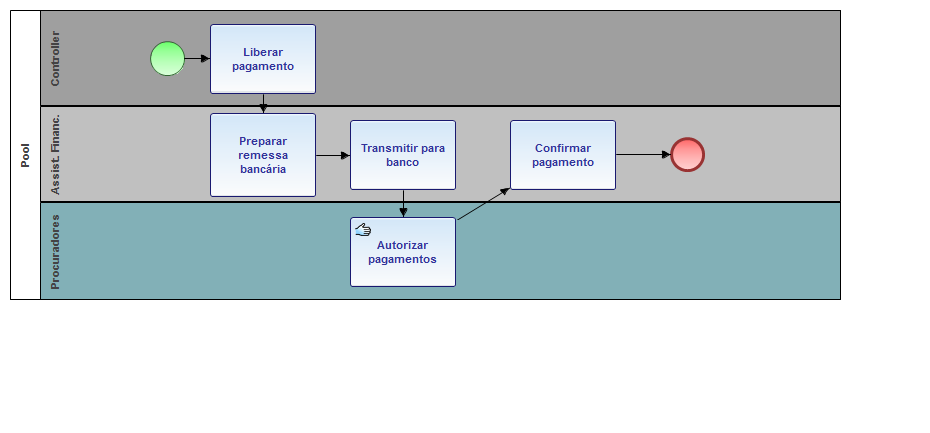 Pool
Controller
Liberar
pagamento
Assist. Financ.
Preparar
remessa
bancária
Transmitir para
banco
Confirmar
pagamento
Procuradores
Autorizar
pagamentos